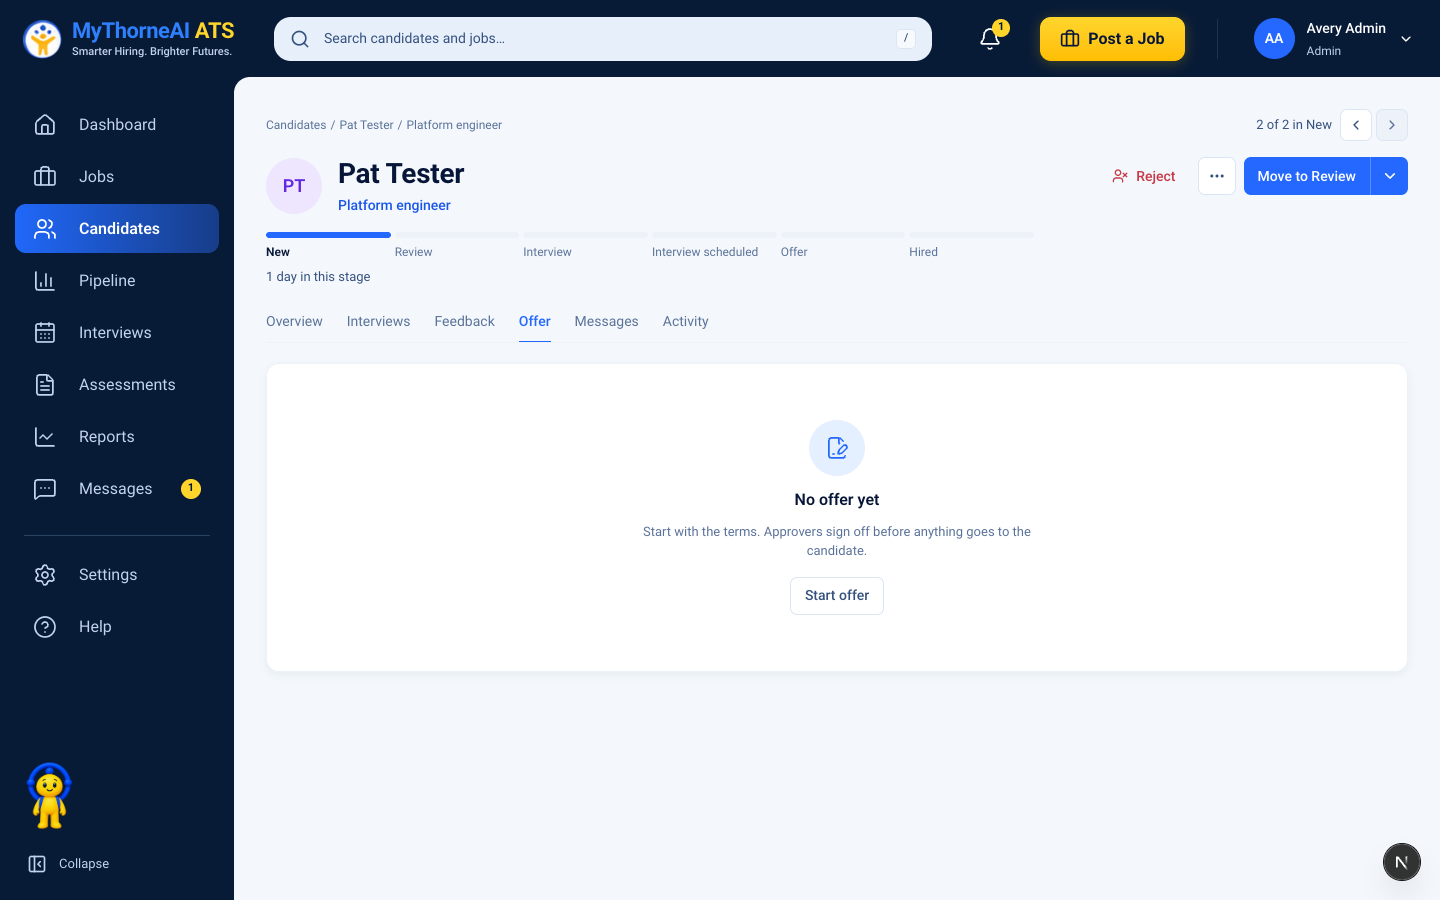 MyThorneAI ATS
Smarter Hiring. Brighter Futures.
Search candidates and jobs...
/
1
Post a Job
AA
Avery Admin
Admin
Dashboard
Jobs
Candidates
Pipeline
Interviews
Assessments
Reports
Messages
1
Settings
Help
Collapse
Candidates / Pat Tester / Platform engineer
2 of 2 in New
PT
Pat Tester
Platform engineer
Reject
Move to Review
New
Review
Interview
Interview scheduled
Offer
Hired
1 day in this stage
Overview
Interviews
Feedback
Offer
Messages
Activity
No offer yet
Start with the terms. Approvers sign off before anything goes to the
candidate.
Start offer
N